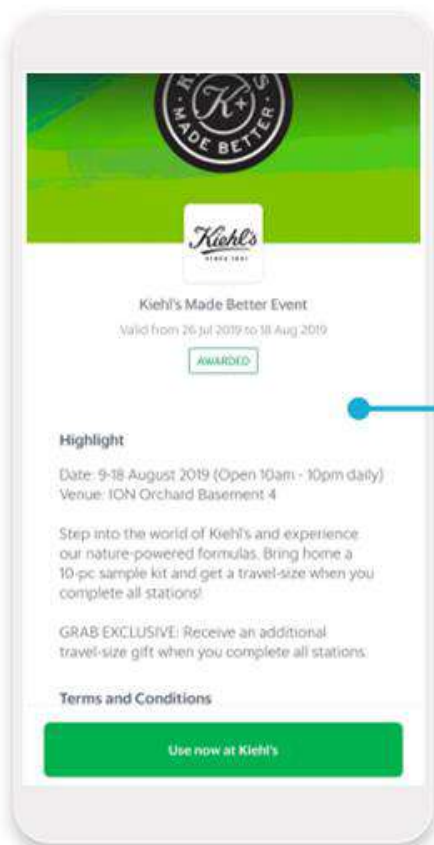 K+
MADE BETTER
Kiehl's
SINCE 1851
Kiehl's Made Better Event
Valid from 26 Jul 2019 to 18 Aug 2019
AWARDED
Highlight
Date: 9-18 August 2019 (Open 10am - 10pm daily)
Venue: ION Orchard Basement 4
Step into the world of Kiehl's and experience
our nature-powered formulas. Bring home a
10-pc sample kit and get a travel-size when you
complete all stations!
GRAB EXCLUSIVE: Receive an additional
travel-size gift when you complete all stations.
Terms and Conditions
Use now at Kiehl's